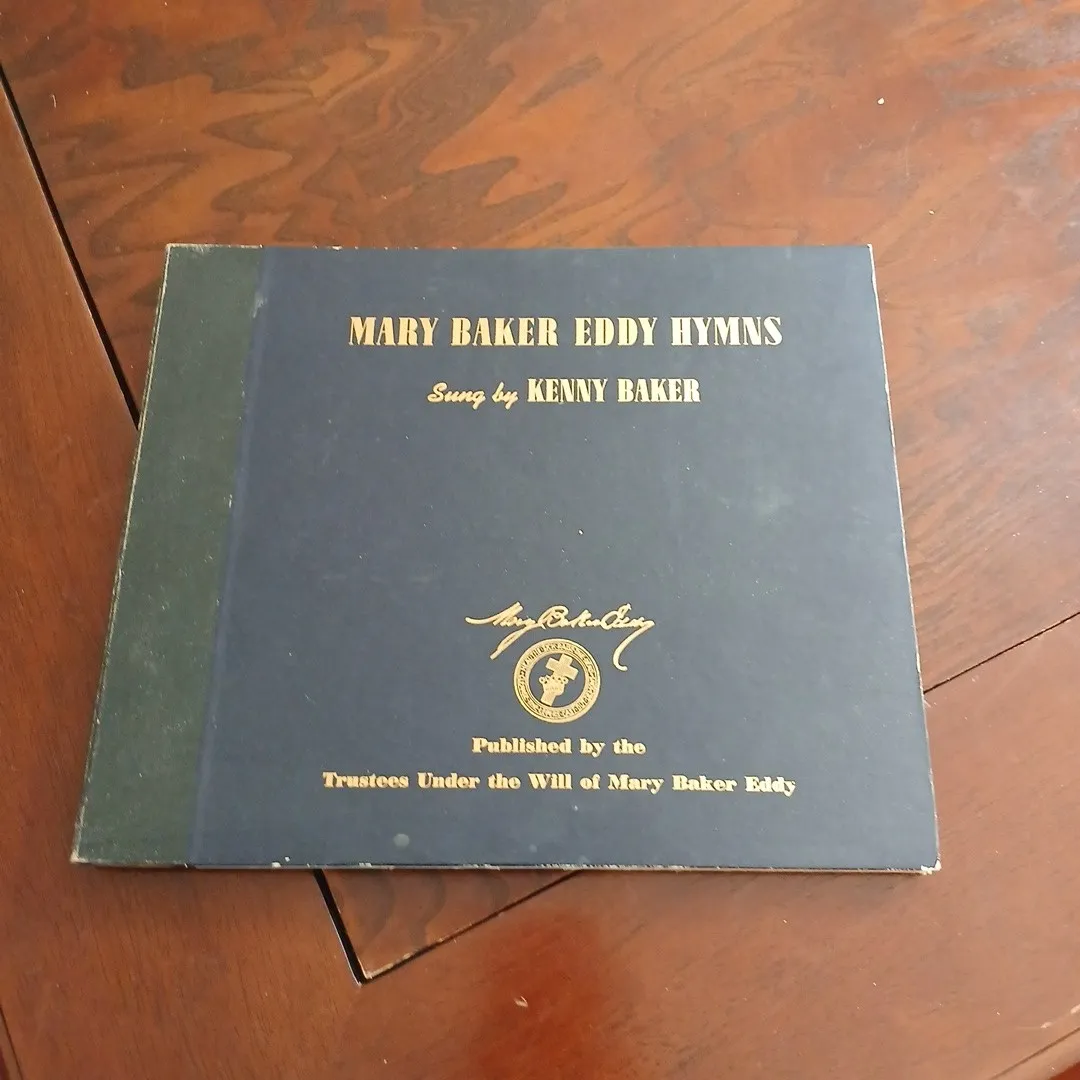 MARY BAKER EDDY HYMNS
Sung by KENNY BAKER
Mary Baker Eddy
Published by the
Trustees Under the Will of Mary Baker Eddy